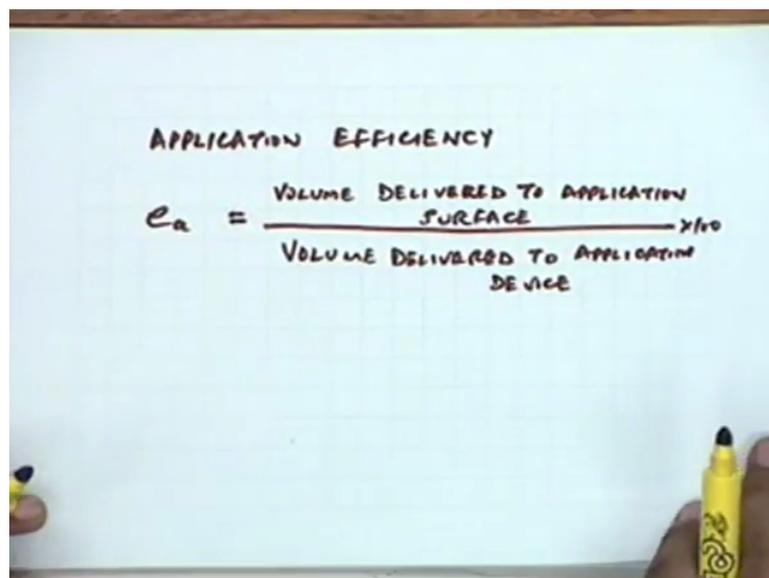 APPLICATION EFFICIENCY
ea = VOLUME DELIVERED TO APPLICATION
SURFACE
x100
VOLUME DELIVERED TO APPLICATION
DEVICE